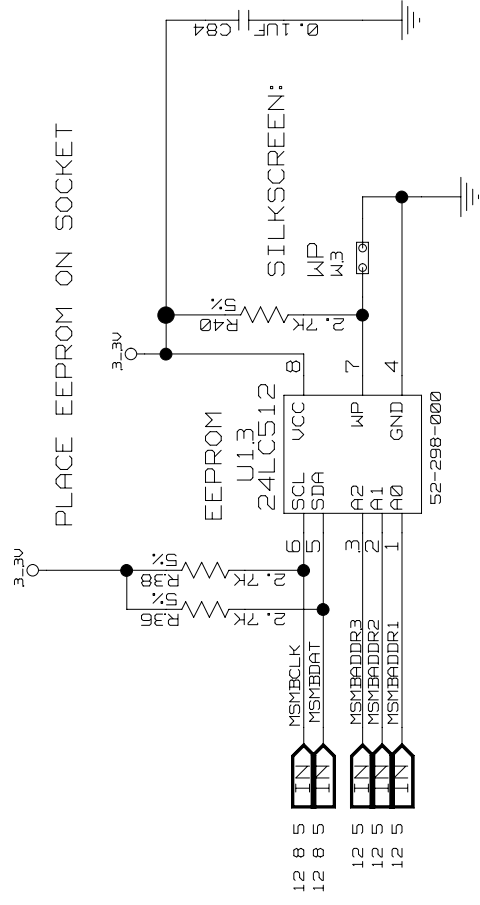 3_3V
PLACE EEPROM ON SOCKET
3_3V
R36
5%
2.7K
R38
5%
2.7K
R40
5%
2.7K
C84
0.1UF
EEPROM
U13
24LC512
SILKSCREEN:
WP
W3
12 8 5
IN
MSMBCLK
6
SCL
VCC
8
12 8 5
IN
MSMBDAT
5
SDA
12 5
IN
MSMBADDR3
3
A2
WP
7
12 5
IN
MSMBADDR2
2
A1
12 5
IN
MSMBADDR1
1
A0
GND
4
52-298-000